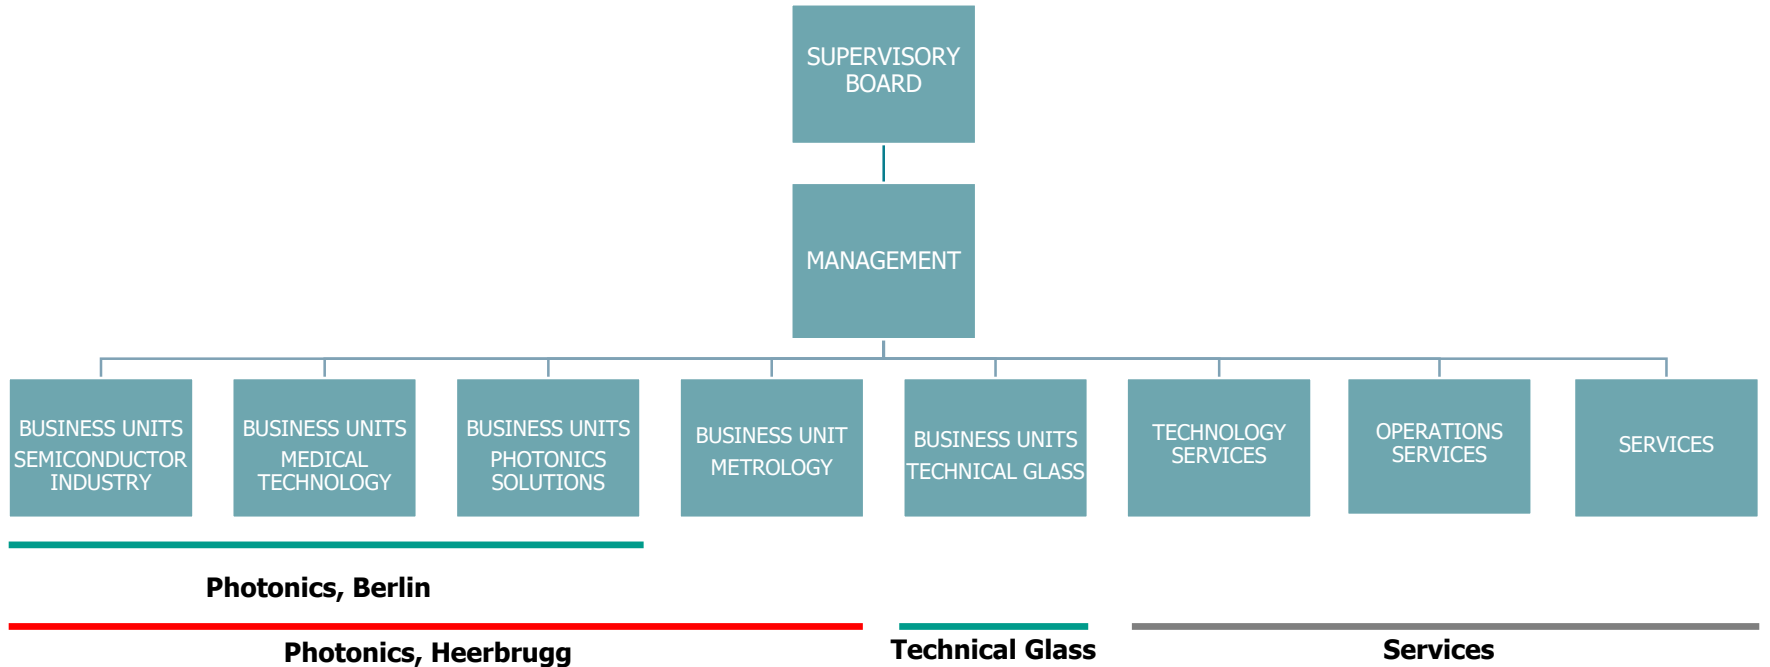 SUPERVISORY
BOARD
MANAGEMENT
BUSINESS UNITS
SEMICONDUCTOR
INDUSTRY
BUSINESS UNITS
MEDICAL
TECHNOLOGY
BUSINESS UNITS
PHOTONICS
SOLUTIONS
BUSINESS UNIT
METROLOGY
BUSINESS UNITS
TECHNICAL GLASS
TECHNOLOGY
SERVICES
OPERATIONS
SERVICES
SERVICES
Photonics, Berlin
Photonics, Heerbrugg
Technical Glass
Services